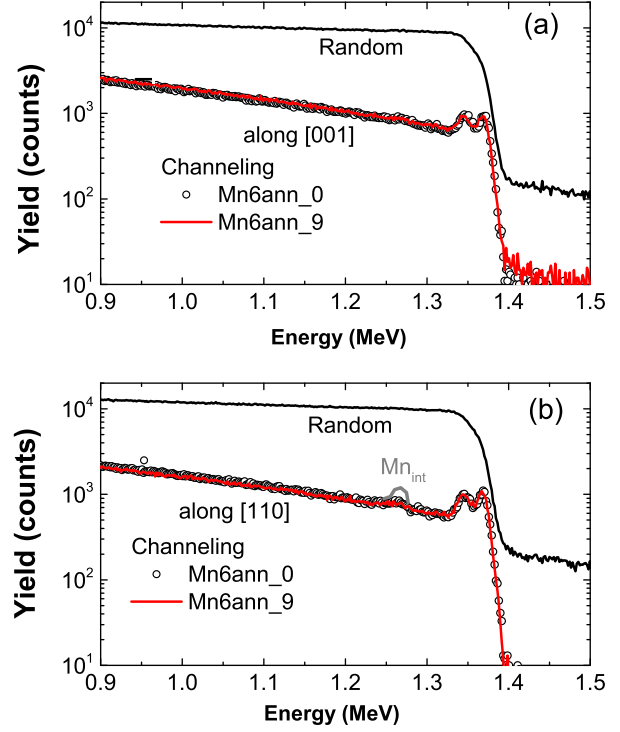 (a)
Random
along [001]
Channeling
Mn6ann_0
Mn6ann_9
Yield (counts)
10⁴
10³
10²
10¹
0.9 1.0 1.1 1.2 1.3 1.4 1.5
Energy (MeV)
(b)
Random
Mn_int
along [110]
Channeling
Mn6ann_0
Mn6ann_9
Yield (counts)
10⁴
10³
10²
10¹
0.9 1.0 1.1 1.2 1.3 1.4 1.5
Energy (MeV)